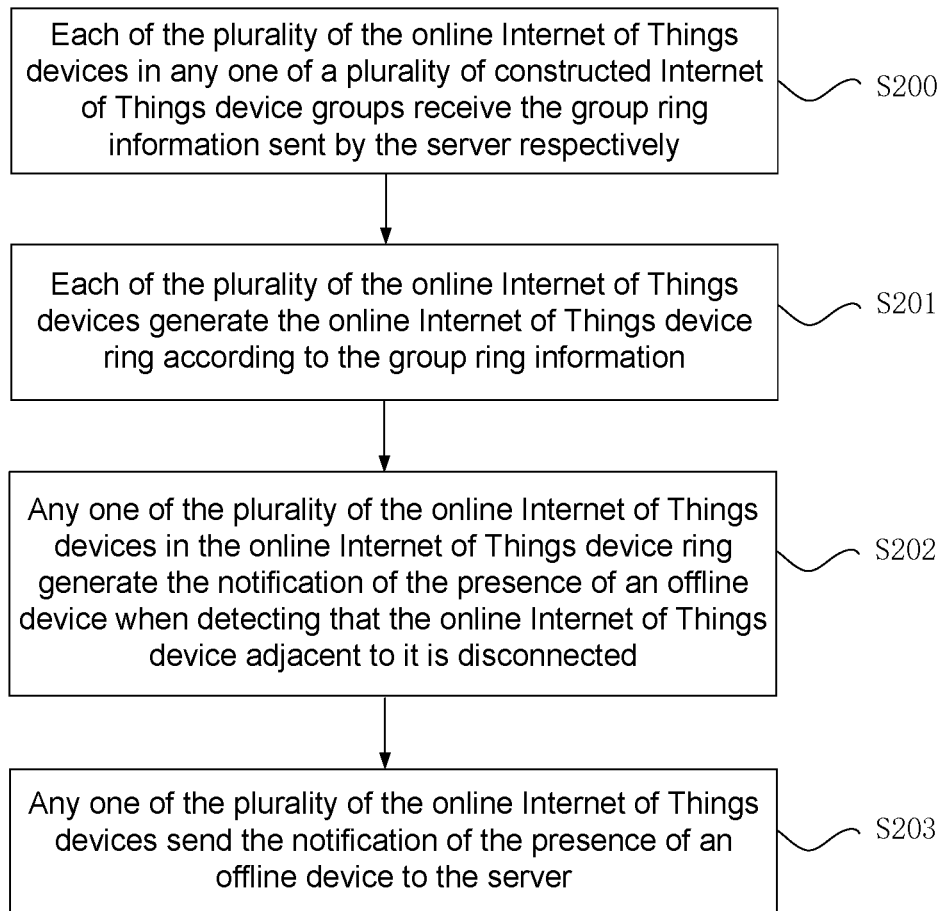 Each of the plurality of the online Internet of Things
devices in any one of a plurality of constructed Internet
of Things device groups receive the group ring
information sent by the server respectively
S200
Each of the plurality of the online Internet of Things
devices generate the online Internet of Things device
ring according to the group ring information
S201
Any one of the plurality of the online Internet of Things
devices in the online Internet of Things device ring
generate the notification of the presence of an offline
device when detecting that the online Internet of Things
device adjacent to it is disconnected
S202
Any one of the plurality of the online Internet of Things
devices send the notification of the presence of an
offline device to the server
S203